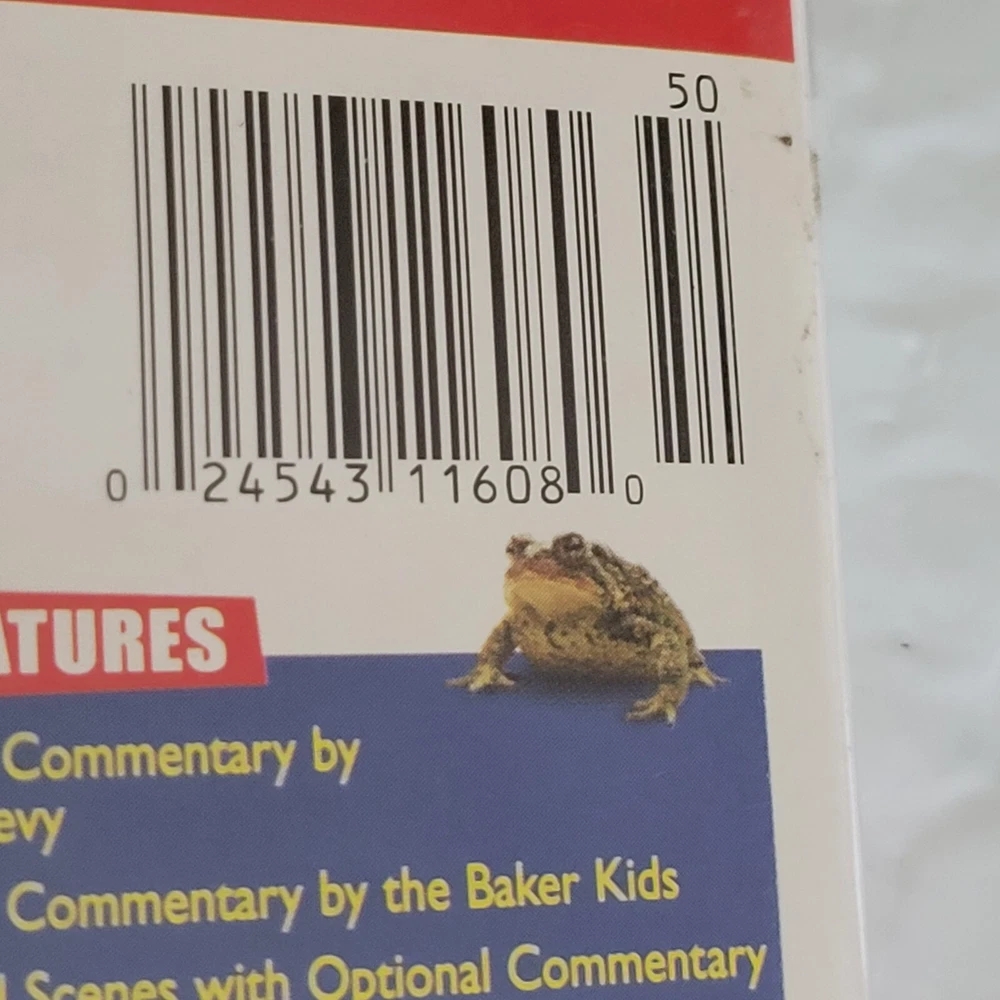 50
0 24543 11608 0
ATURES
Commentary by
evy
Commentary by the Baker Kids
Scenes with Optional Commentary